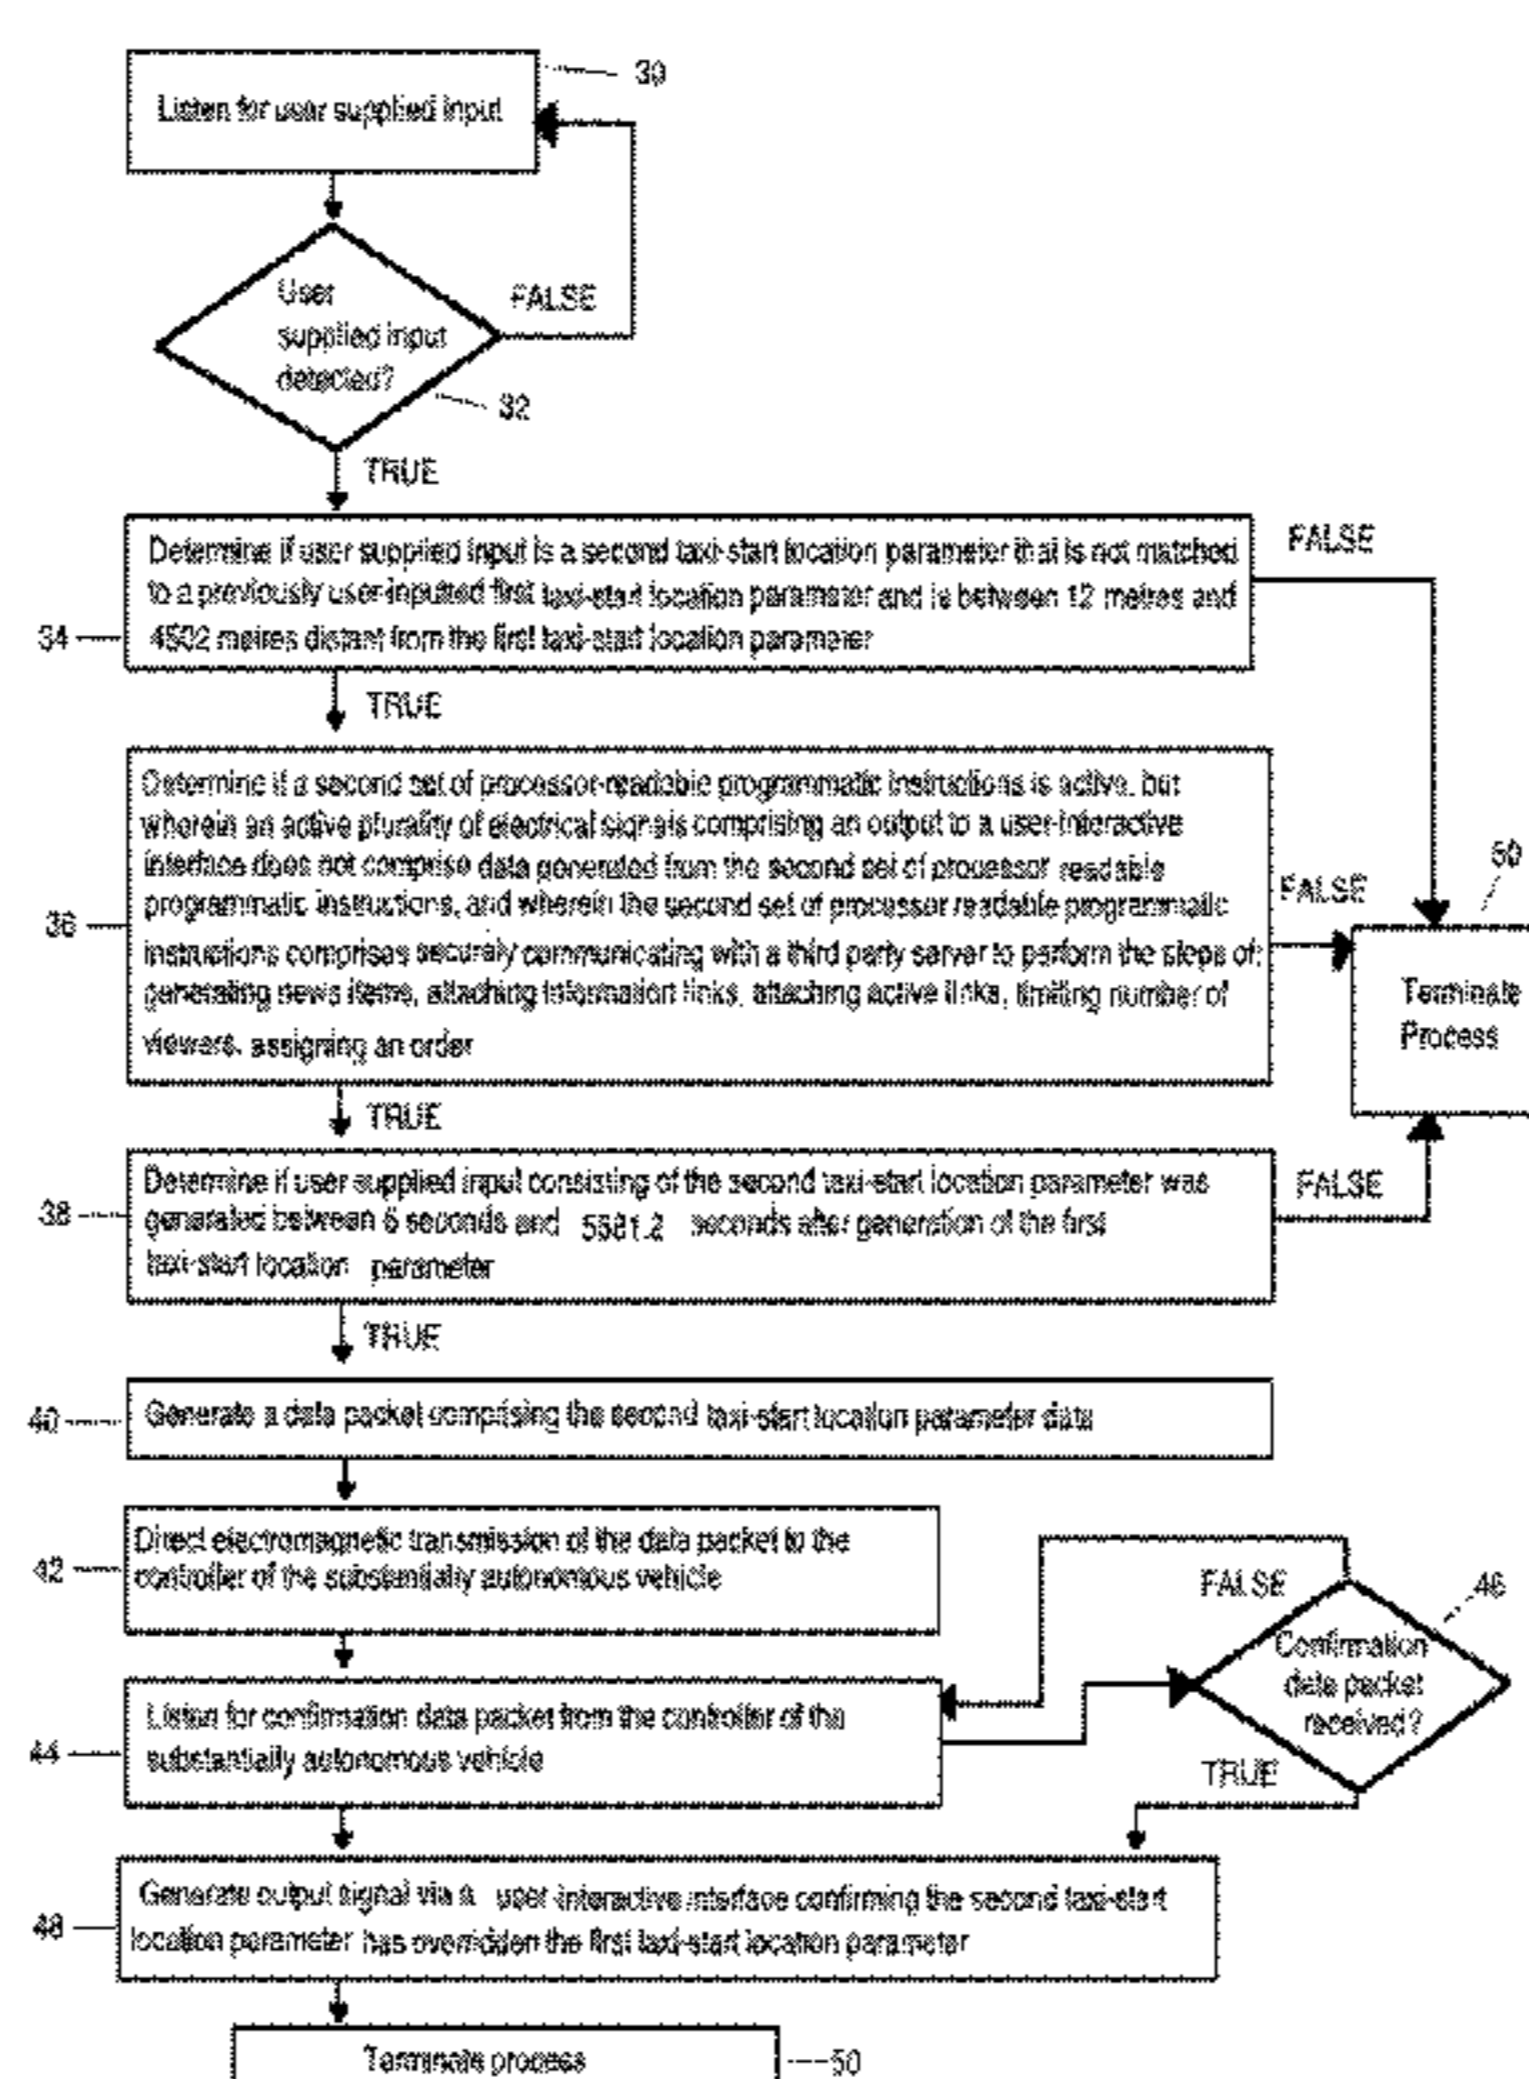 Listen for user supplied input
30
User
supplied input
detected?
FALSE
32
TRUE
Determine if user supplied input is a second taxi-start location parameter that is not matched
to a previously user-inputted first taxi-start location parameter and is between 12 metres and
4502 metres distant from the first taxi-start location parameter
34
FALSE
TRUE
Determine if a second set of processor-readable programmatic instructions is active, but
wherein an active plurality of electrical signals comprising an output to a user-interactive
interface does not comprise data generated from the second set of processor readable
programmatic instructions, and wherein the second set of processor readable programmatic
instructions comprises securely communicating with a third party server to perform the steps of:
generating news items, attaching information links, attaching active links, limiting number of
viewers, assigning an order
36
FALSE
50
Terminate
Process
TRUE
Determine if user supplied input consisting of the second taxi-start location parameter was
generated between 6 seconds and 5581.2 seconds after generation of the first
taxi-start location parameter
38
FALSE
TRUE
40
Generate a data packet comprising the second taxi-start location parameter data
Direct electromagnetic transmission of the data packet to the
controller of the substantially autonomous vehicle
42
Listen for confirmation data packet from the controller of the
substantially autonomous vehicle
44
FALSE
46
Confirmation
data packet
received?
TRUE
Generate output signal via a user-interactive interface confirming the second taxi-start
location parameter has overridden the first taxi-start location parameter
48
Terminate process
50